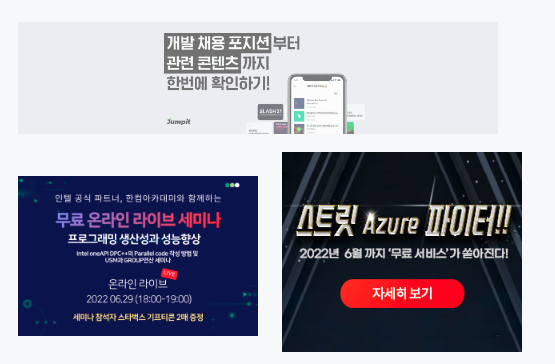 개발 채용 포지션 부터
관련 콘텐츠 까지
한번에 확인하기!
Jumpit
SLASH 21
인텔 공식 파트너, 한컴아카데미와 함께하는
무료 온라인 라이브 세미나
프로그래밍 생산성과 성능향상
Intel oneAPI DPC++의 Parallel code 작성 방법 및
USM과 GROUP연산 세미나
LIVE
온라인 라이브
2022 06.29 (18:00-19:00)
세미나 참석자 스타벅스 기프티콘 2매 증정
스트릿 Azure 파이터!!
2022년 6월 까지 '무료 서비스'가 쏟아진다!
자세히 보기